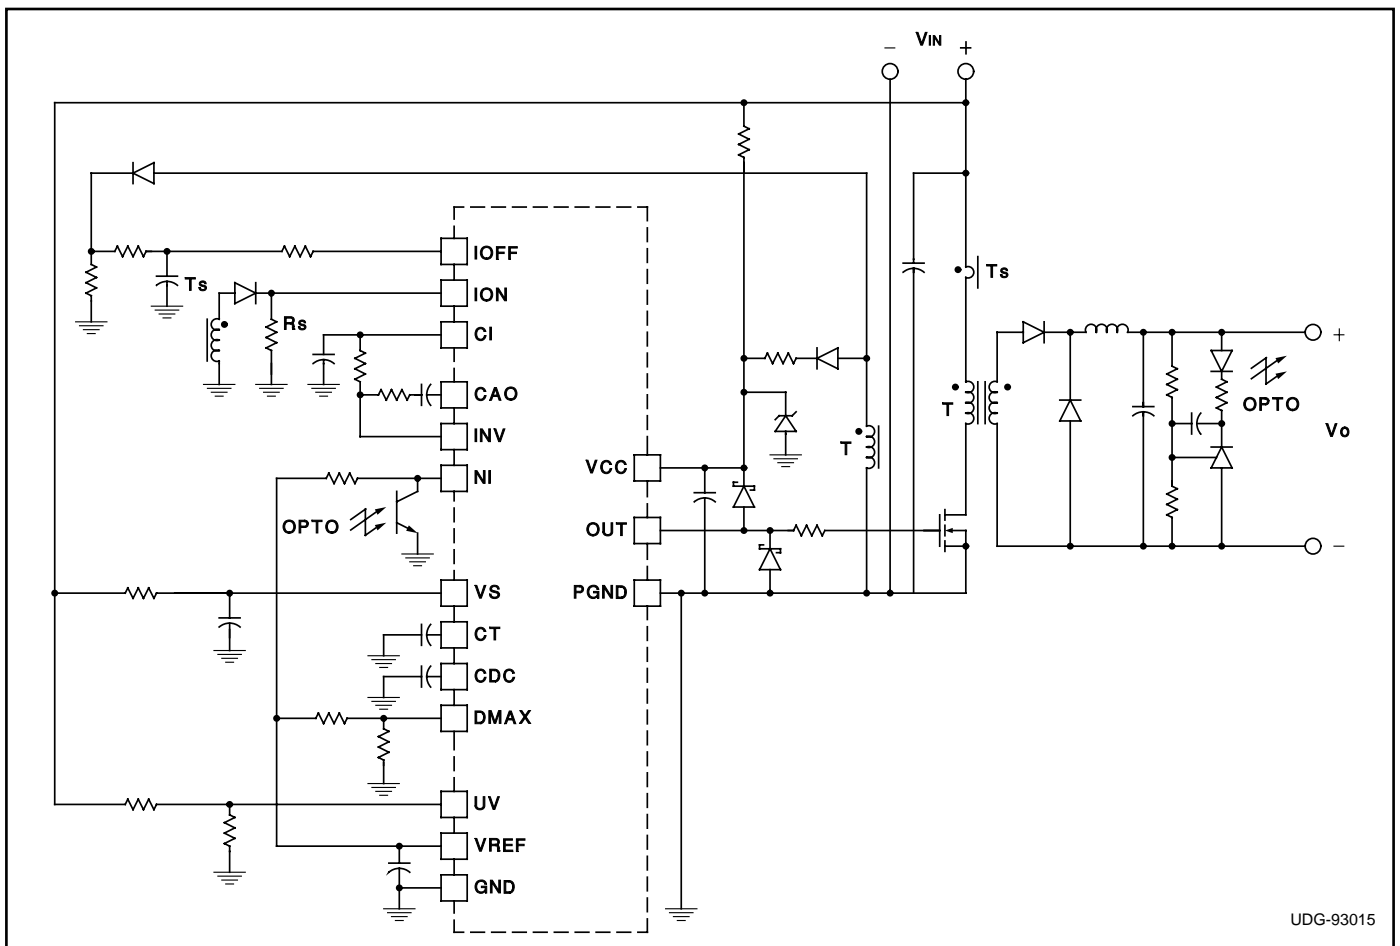 − VIN +
IOFF
Ts
Ts
ION
Rs
CI
+
CAO
T
OPTO
Vo
INV
T
VCC
NI
OPTO
OUT
−
VS
PGND
CT
CDC
DMAX
UV
VREF
GND
UDG-93015